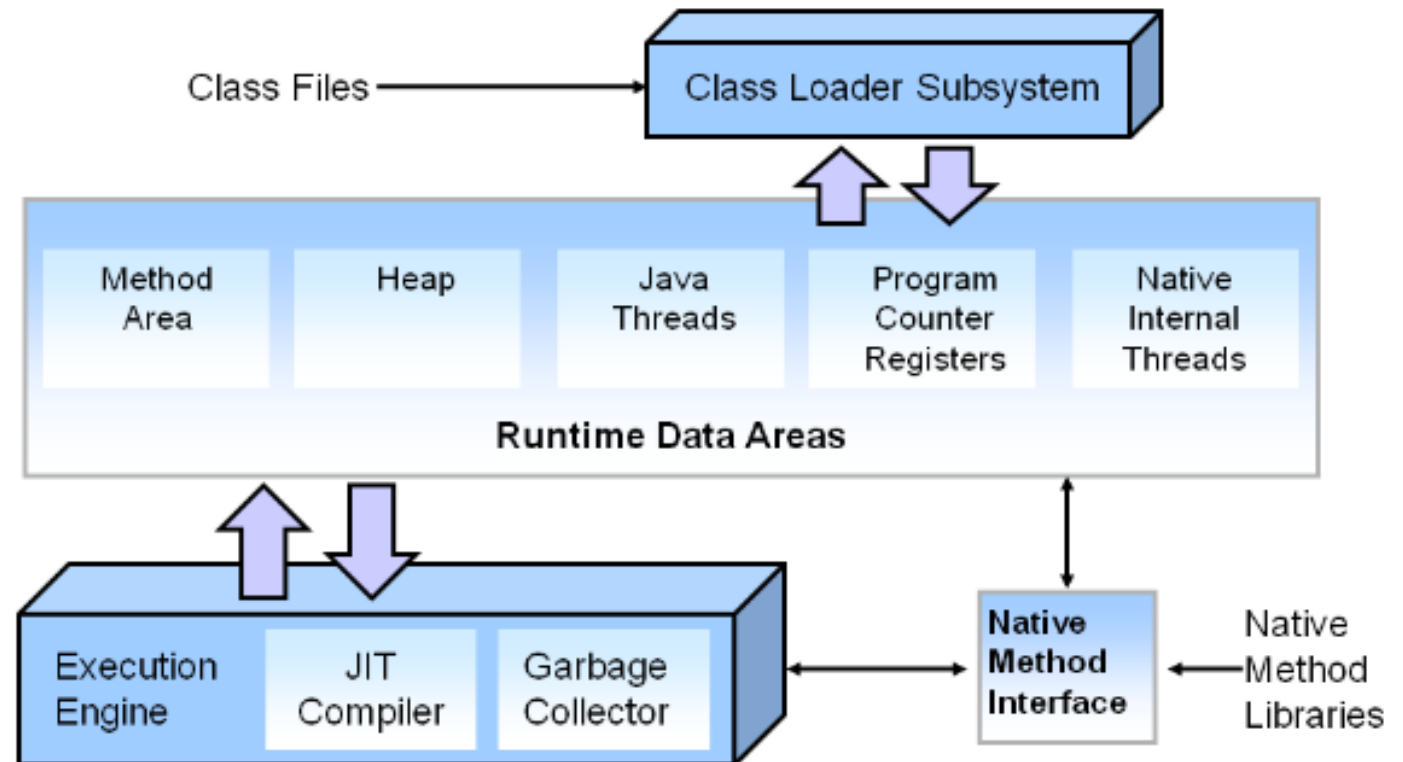 Class Files
Class Loader Subsystem
Method
Area
Heap
Java
Threads
Program
Counter
Registers
Native
Internal
Threads
Runtime Data Areas
Execution
Engine
JIT
Compiler
Garbage
Collector
Native
Method
Interface
Native
Method
Libraries